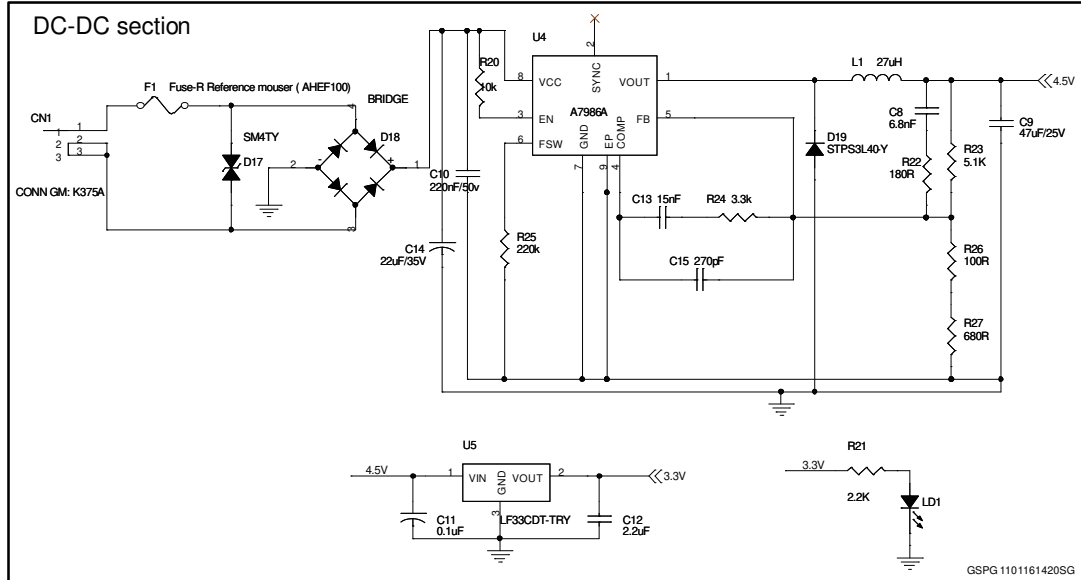 DC-DC section
F1
Fuse-R Reference mouser ( AHEF100)
CN1
1
1
2
2
3
3
CONN GM: K375A
SM4TY
D17
BRIDGE
4
D18
2
-
+
1
3
R20
10k
C10
220nF/50v
C14
22uF/35V
R25
220k
U4
2
SYNC
8
VCC
VOUT
1
A7986A
3
EN
FB
5
6
FSW
GND
EP
COMP
7
9
4
C13 15nF
R24 3.3k
C15 270pF
D19
STPS3L40-Y
L1 27uH
C8
6.8nF
R22
180R
R23
5.1K
R26
100R
R27
680R
C9
47uF/25V
4.5V
U5
4.5V
1
VIN
GND
VOUT
2
3.3V
3
LF33CDT-TRY
C11
0.1uF
C12
2.2uF
R21
3.3V
2.2K
LD1
GSPG1101161420SG